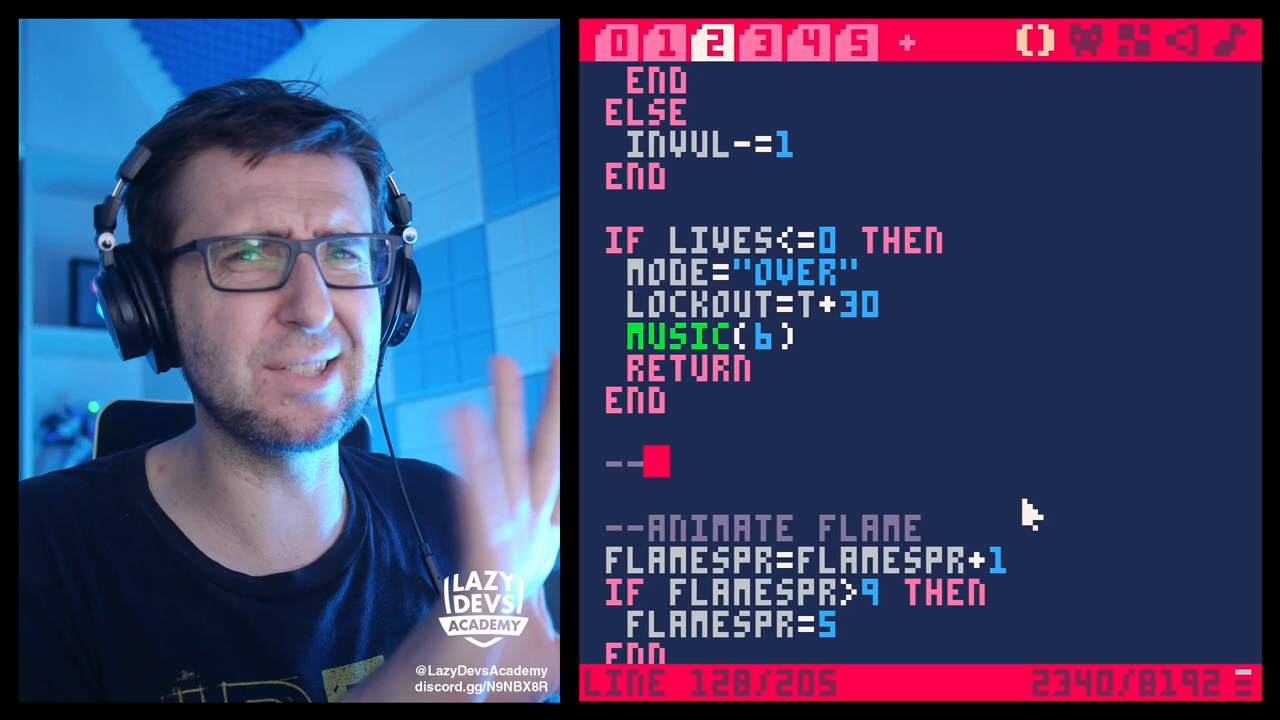 LAZY
DEVS
ACADEMY
@LazyDevsAcademy
discord.gg/N9NBX8R
0 1 2 3 4 5 +
END
ELSE
INVUL-=1
END
IF LIVES<=0 THEN
MODE="OVER"
LOCKOUT=T+30
MUSIC(6)
RETURN
END
--
--ANIMATE FLAME
FLAMESPR=FLAMESPR+1
IF FLAMESPR>9 THEN
FLAMESPR=5
END
LINE 128/205 2340/8192